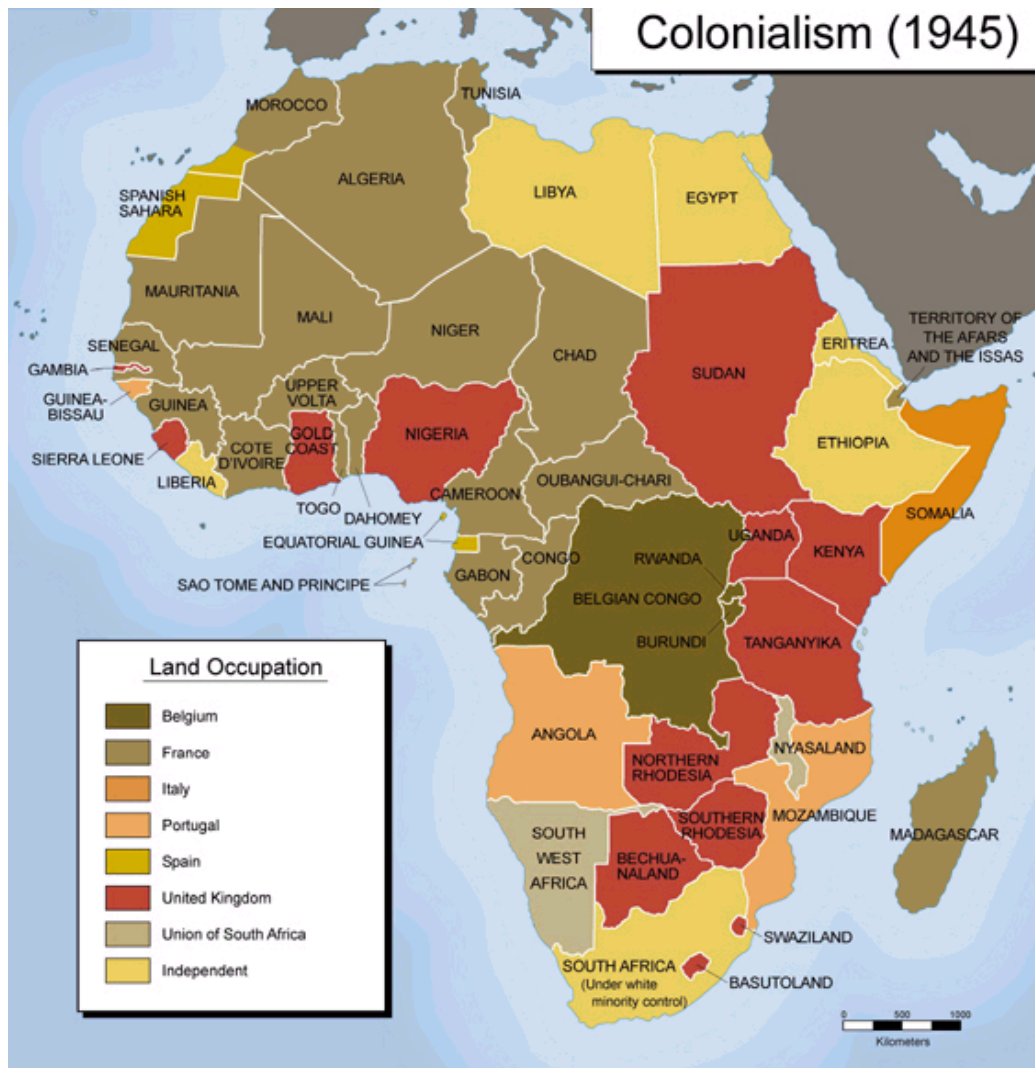 Colonialism (1945)
MOROCCO
TUNISIA
ALGERIA
LIBYA
EGYPT
SPANISH
SAHARA
MAURITANIA
MALI
NIGER
CHAD
SUDAN
ERITREA
TERRITORY OF
THE AFARS
AND THE ISSAS
SENEGAL
GAMBIA
GUINEA-
BISSAU
GUINEA
UPPER
VOLTA
SIERRA LEONE
COTE
D'IVOIRE
GOLD
COAST
NIGERIA
LIBERIA
TOGO
DAHOMEY
CAMEROON
OUBANGUI-CHARI
ETHIOPIA
SOMALIA
EQUATORIAL GUINEA
SAO TOME AND PRINCIPE
GABON
CONGO
RWANDA
BELGIAN CONGO
BURUNDI
UGANDA
KENYA
TANGANYIKA
ANGOLA
NORTHERN
RHODESIA
NYASALAND
MOZAMBIQUE
SOUTHERN
RHODESIA
MADAGASCAR
SOUTH
WEST
AFRICA
BECHUA-
NALAND
SWAZILAND
BASUTOLAND
SOUTH AFRICA
(Under white
minority control)
Land Occupation
Belgium
France
Italy
Portugal
Spain
United Kingdom
Union of South Africa
Independent
0 500 1000
Kilometers